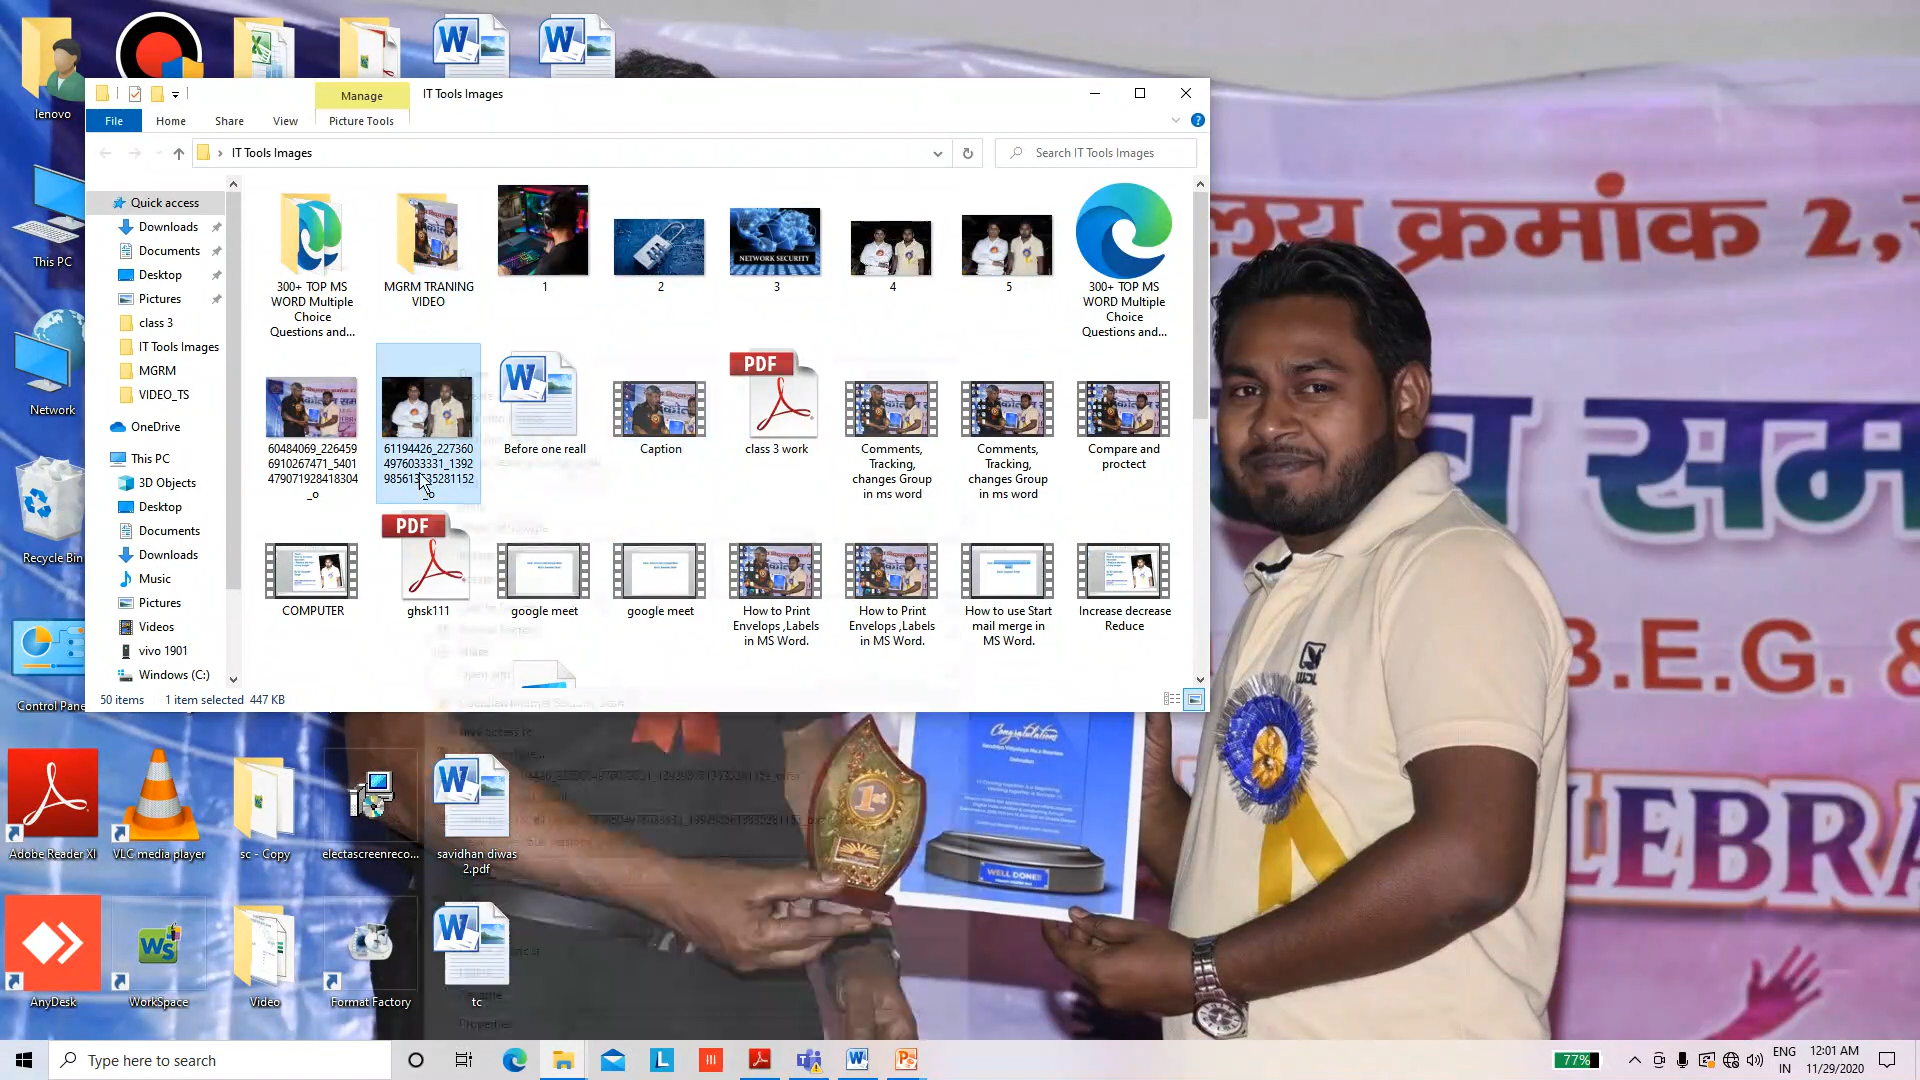 lenovo
This PC
Network
Recycle Bin
Control Pane
Adobe Reader XI
VLC media player
sc - Copy
electascreenreco...
savidhan diwas
2.pdf
AnyDesk
WorkSpace
Video
Format Factory
tc
Manage
IT Tools Images
File
Home
Share
View
Picture Tools
IT Tools Images
Search IT Tools Images
Quick access
Downloads
Documents
Desktop
Pictures
class 3
IT Tools Images
MGRM
VIDEO_TS
OneDrive
This PC
3D Objects
Desktop
Documents
Downloads
Music
Pictures
Videos
vivo 1901
Windows (C:)
300+ TOP MS
WORD Multiple
Choice
Questions and...
MGRM TRANING
VIDEO
1
2
NETWORK SECURITY
3
4
5
300+ TOP MS
WORD Multiple
Choice
Questions and...
60484069_226459
6910267471_5401
479071928418304
_o
61194426_227360
4976033331_1392
985613835281152
_o
Before one reall
Caption
PDF
class 3 work
Comments,
Tracking,
changes Group
in ms word
Comments,
Tracking,
changes Group
in ms word
Compare and
proctect
COMPUTER
PDF
ghsk111
google meet
google meet
How to Print
Envelops ,Labels
in MS Word.
How to Print
Envelops ,Labels
in MS Word.
How to use Start
mail merge in
MS Word.
Increase decrease
Reduce
50 items
1 item selected 447 KB
लय क्रमांक 2,
स सम
B.E.G. &
LEBRA
Congratulations
WELL DONE!!
1st
Properties
Type here to search
77%
ENG
IN
12:01 AM
11/29/2020